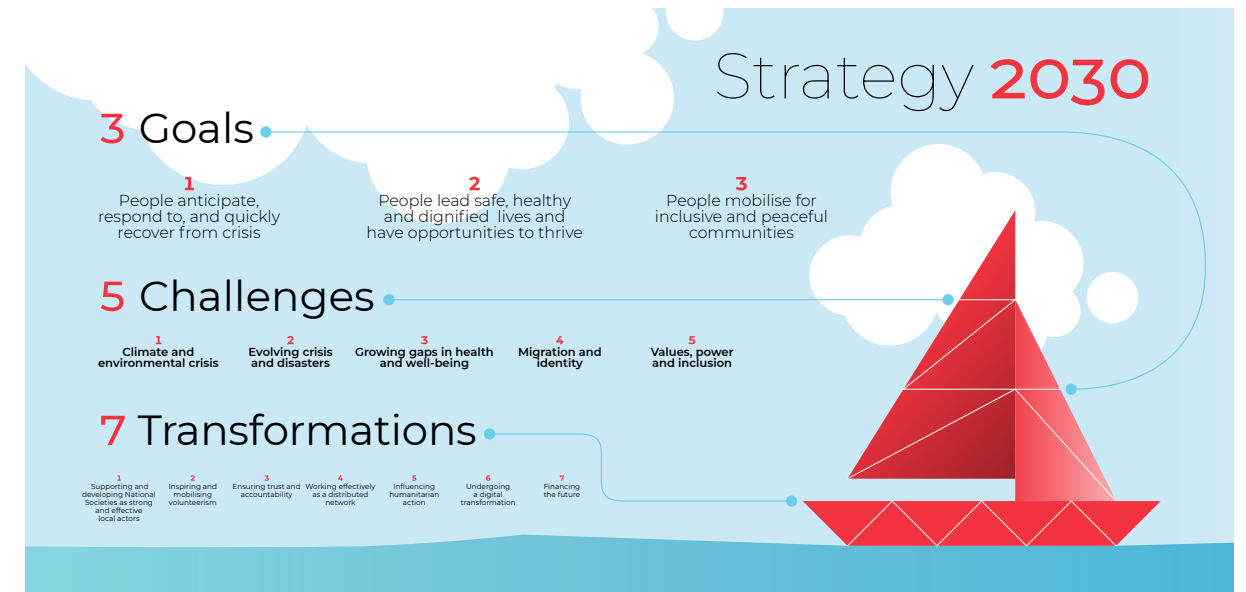 Strategy 2030
3 Goals
1
People anticipate,
respond to, and quickly
recover from crisis
2
People lead safe, healthy
and dignified lives and
have opportunities to thrive
3
People mobilise for
inclusive and peaceful
communities
5 Challenges
1
Climate and
environmental crisis
2
Evolving crisis
and disasters
3
Growing gaps in health
and well-being
4
Migration and
identity
5
Values, power
and inclusion
7 Transformations
1
Supporting and
developing National
Societies as strong
and effective
local actors
2
Inspiring and
mobilising
volunteerism
3
Ensuring trust and
accountability
4
Working effectively
as a distributed
network
5
Influencing
humanitarian
action
6
Undergoing
a digital
transformation
7
Financing
the future